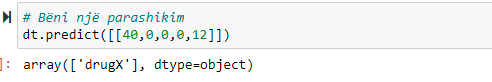 # Bëni një parashikim
dt.predict([[40,0,0,0,12]])
]: array(['drugX'], dtype=object)